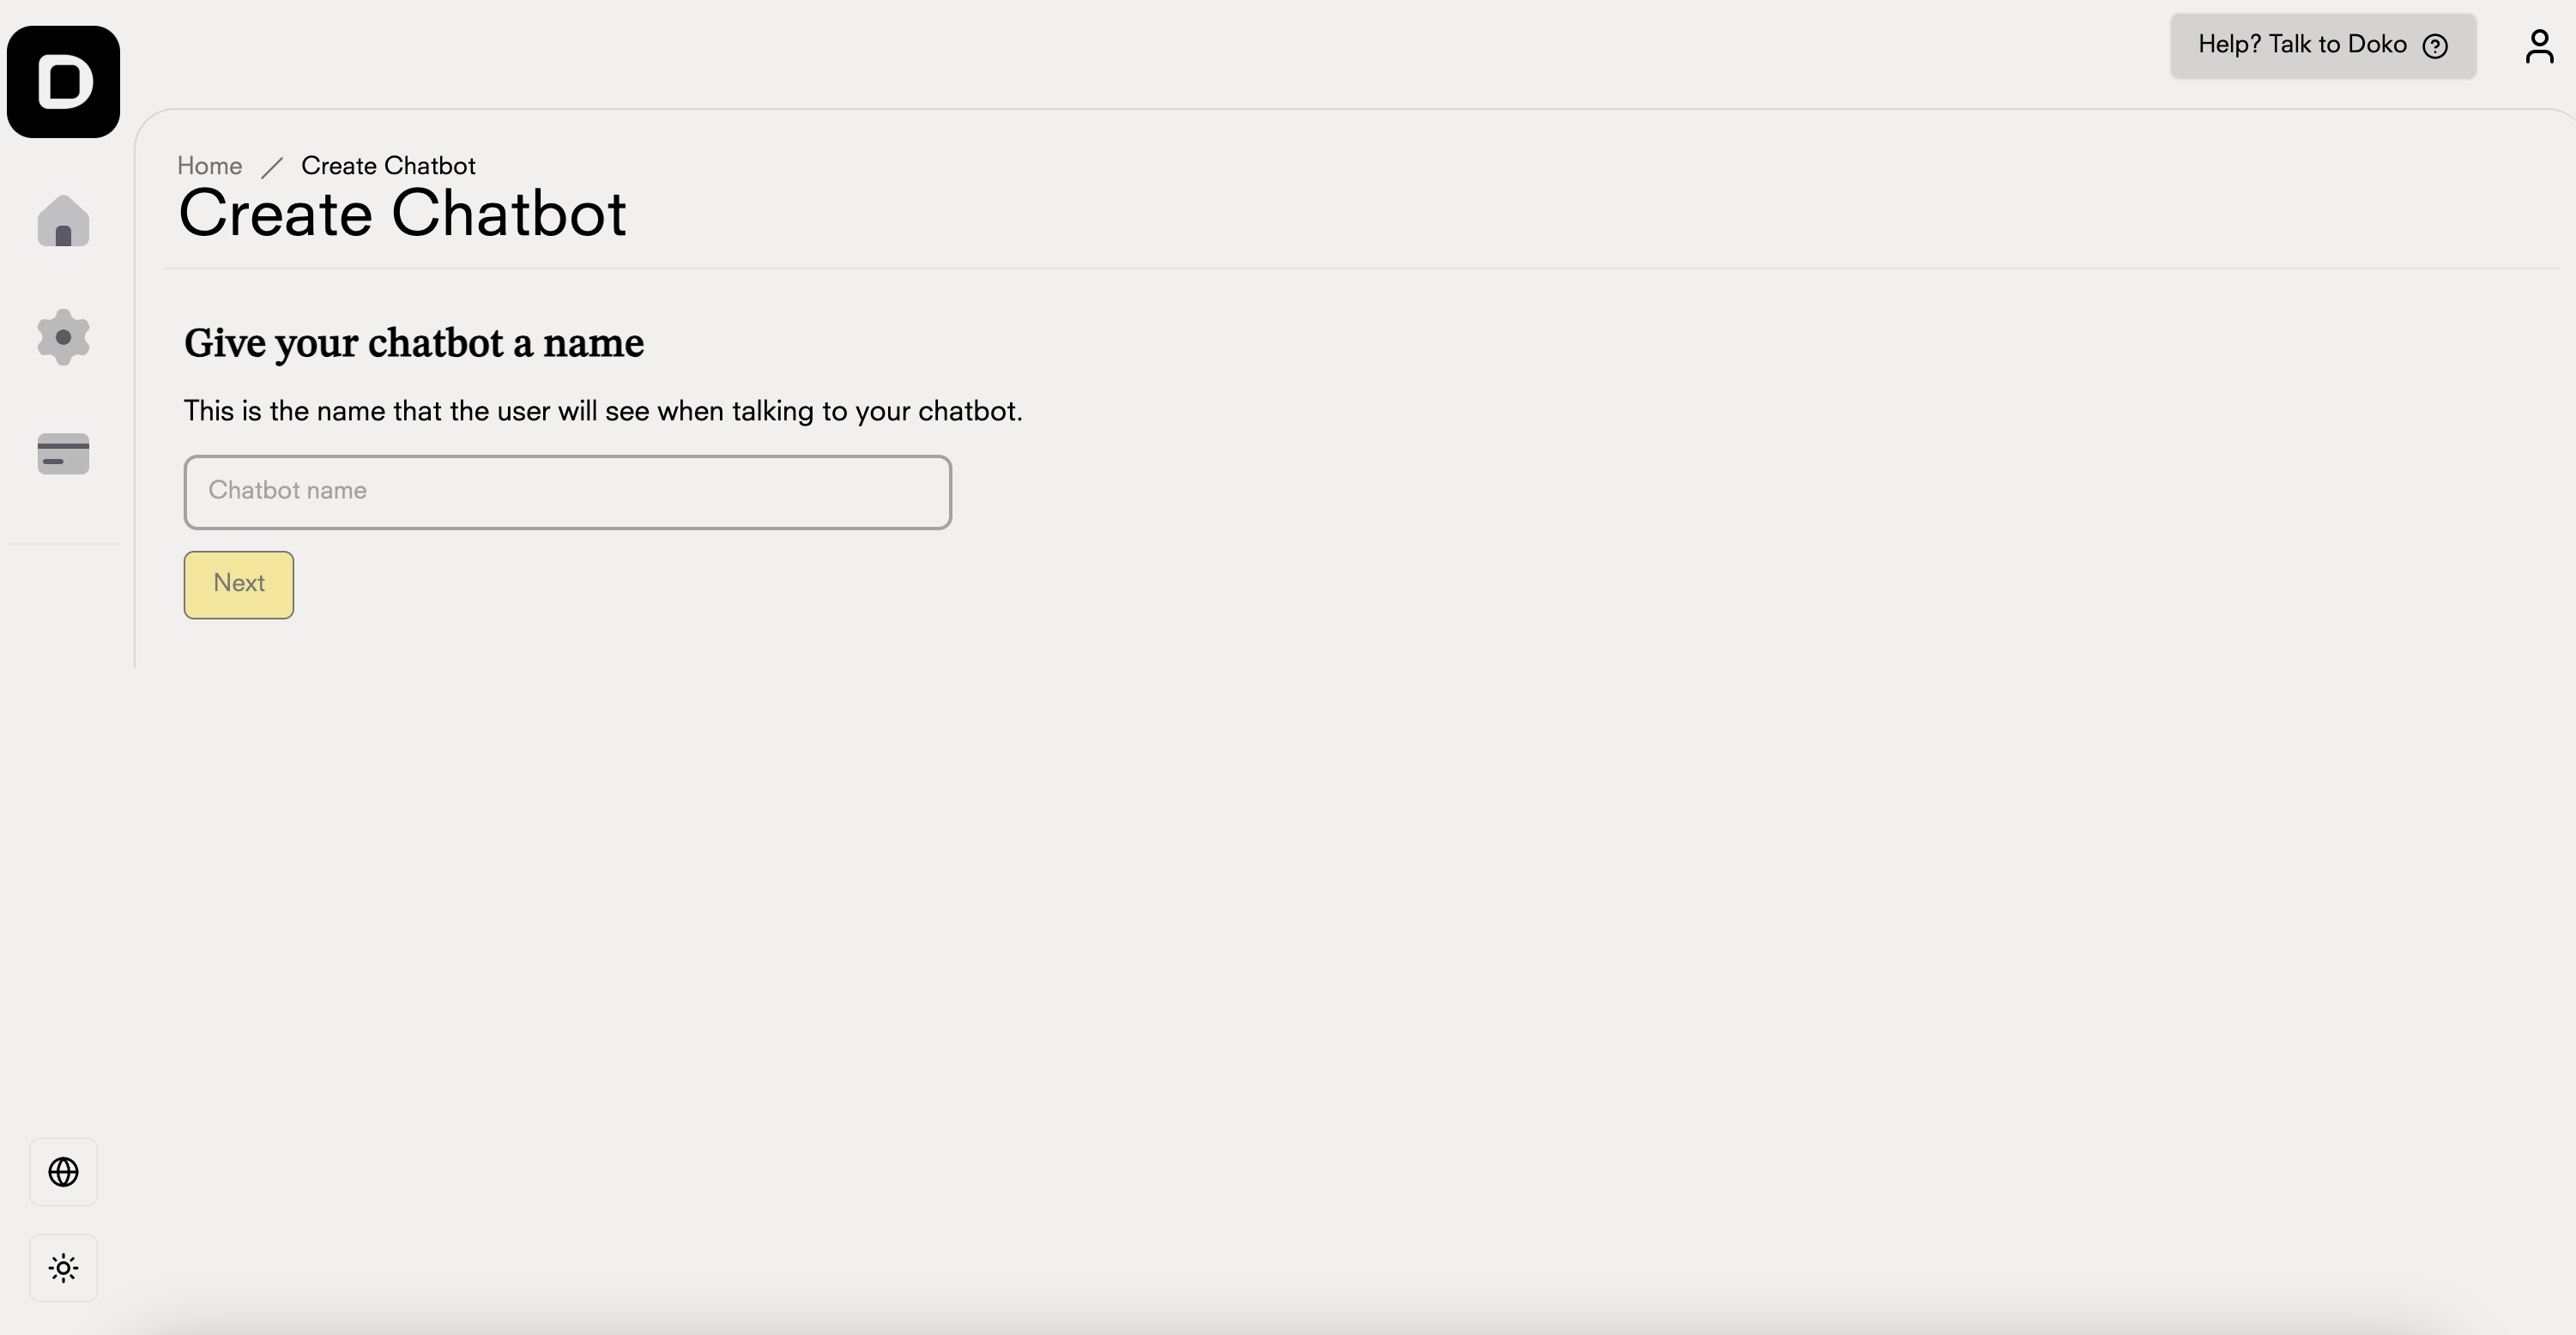 D
Help? Talk to Doko
Home / Create Chatbot
Create Chatbot
Give your chatbot a name
This is the name that the user will see when talking to your chatbot.
Chatbot name
Next